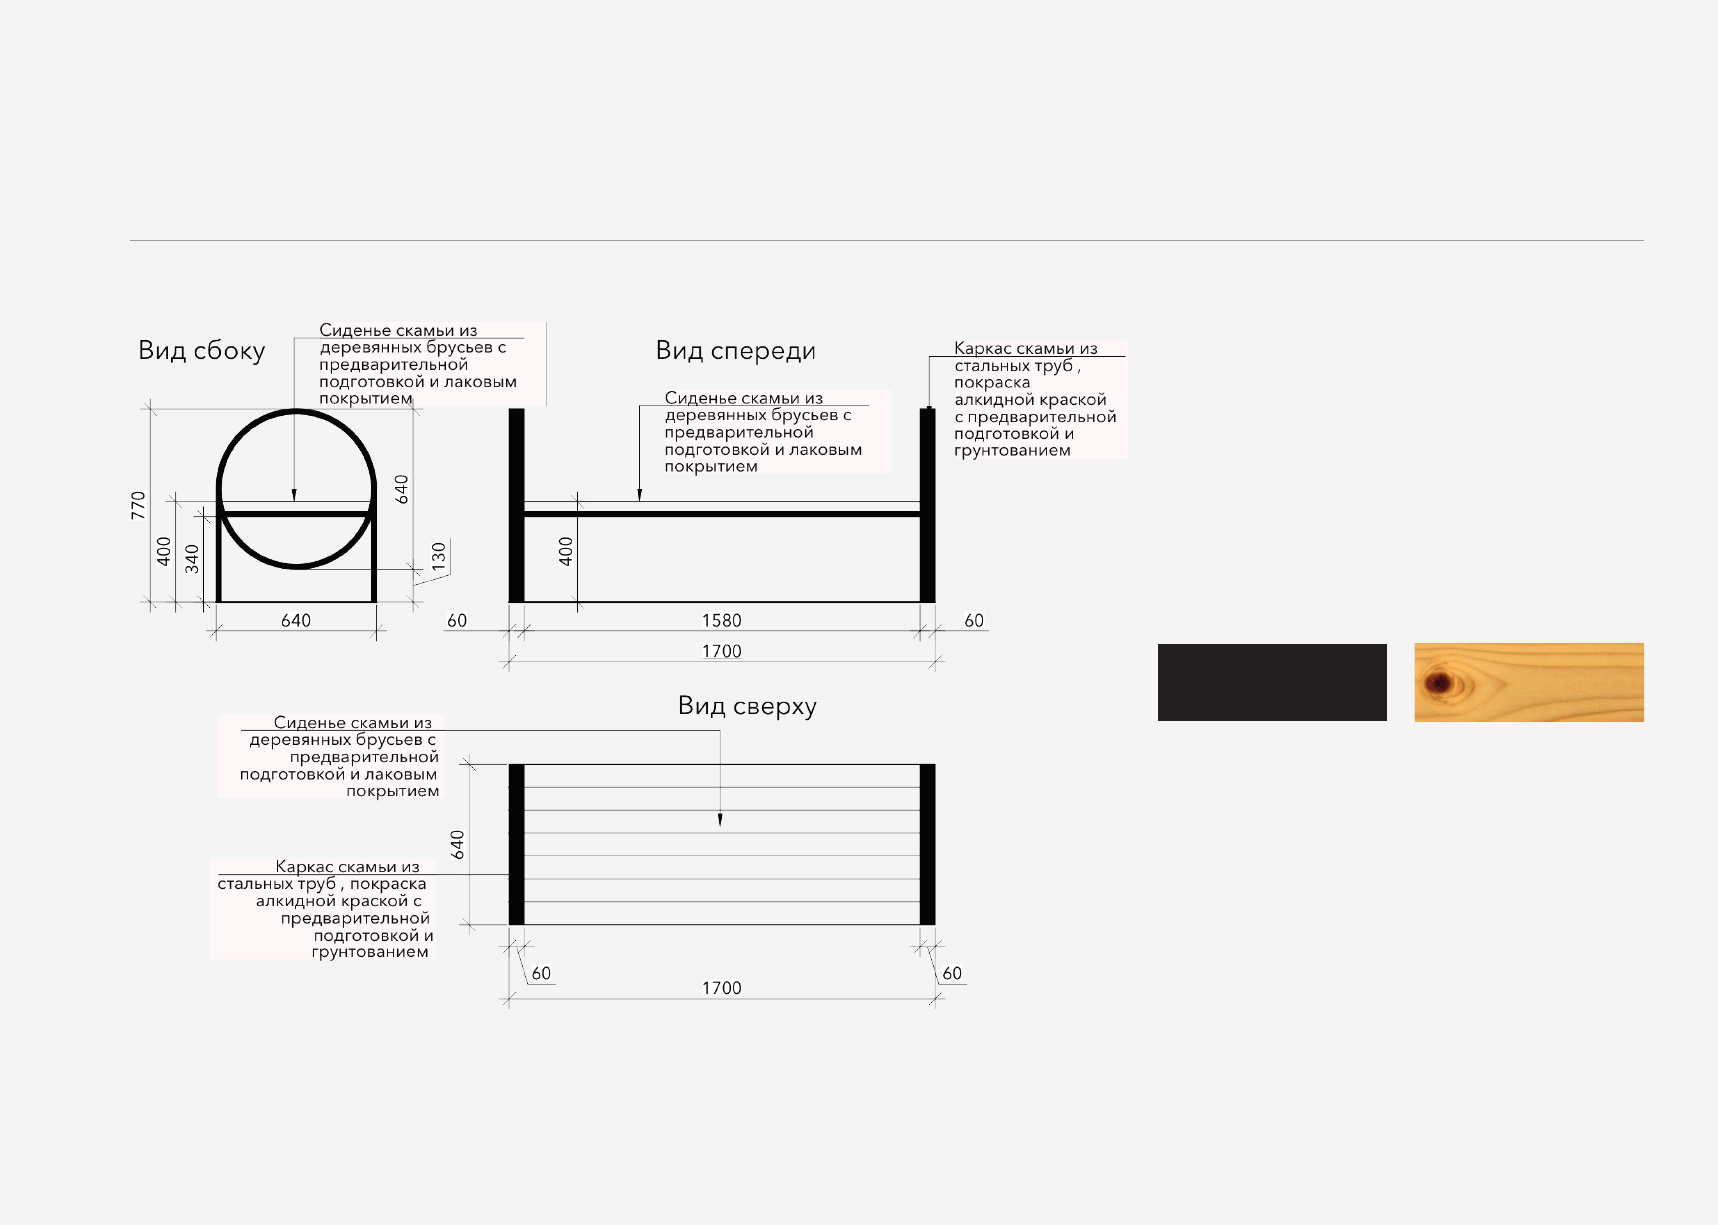 Вид сбоку
Сиденье скамьи из
деревянных брусьев с
предварительной
подготовкой и лаковым
покрытием
770
400
340
640
130
640
Вид спереди
Сиденье скамьи из
деревянных брусьев с
предварительной
подготовкой и лаковым
покрытием
Каркас скамьи из
стальных труб ,
покраска
алкидной краской
с предварительной
подготовкой и
грунтованием
400
60
1580
60
1700
Вид сверху
Сиденье скамьи из
деревянных брусьев с
предварительной
подготовкой и лаковым
покрытием
640
Каркас скамьи из
стальных труб , покраска
алкидной краской с
предварительной
подготовкой и
грунтованием
60
60
1700